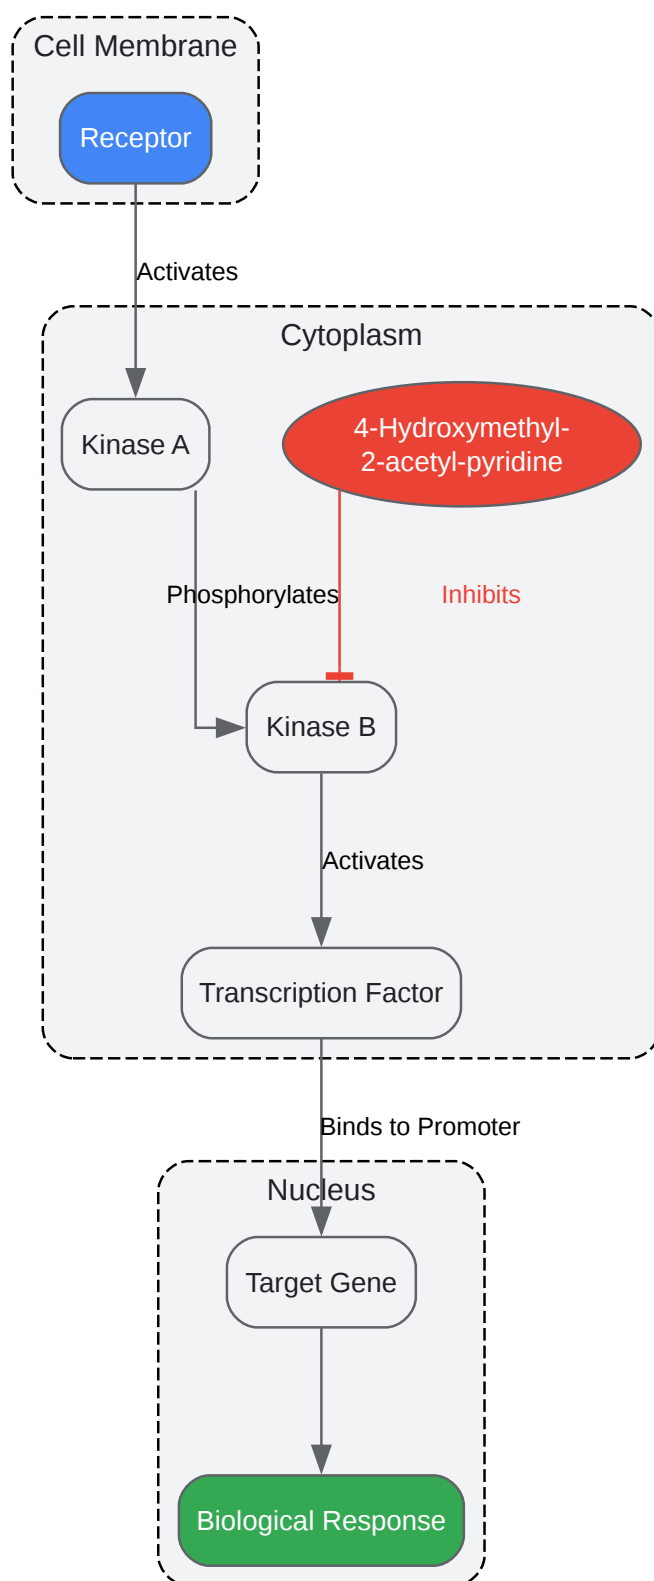 Cell Membrane
Receptor
Activates
Cytoplasm
Kinase A
4-Hydroxymethyl-
2-acetyl-pyridine
Phosphorylates
Inhibits
Kinase B
Activates
Transcription Factor
Binds to Promoter
Nucleus
Target Gene
Biological Response